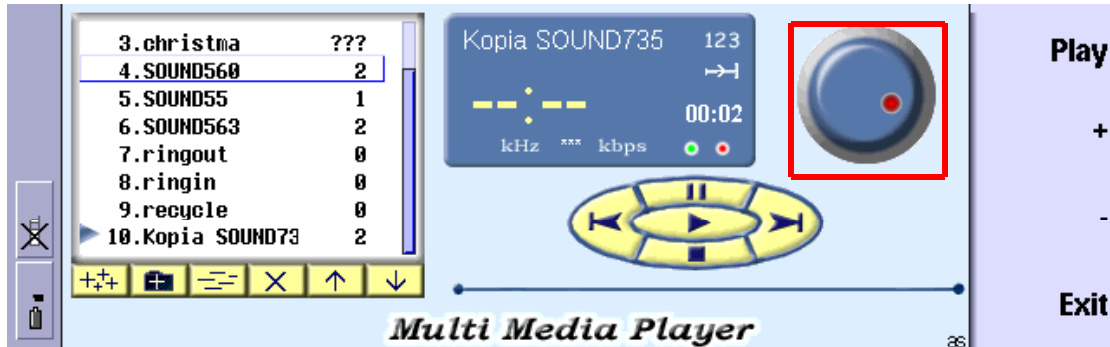 3.christma ???
4.SOUND560 2
5.SOUND55 1
6.SOUND563 2
7.ringout 0
8.ringin 0
9.recycle 0
10.Kopia SOUND73 2
Kopia SOUND735 123
--:-- 00:02
kHz *** kbps
Multi Media Player
as
Play
+
-
Exit